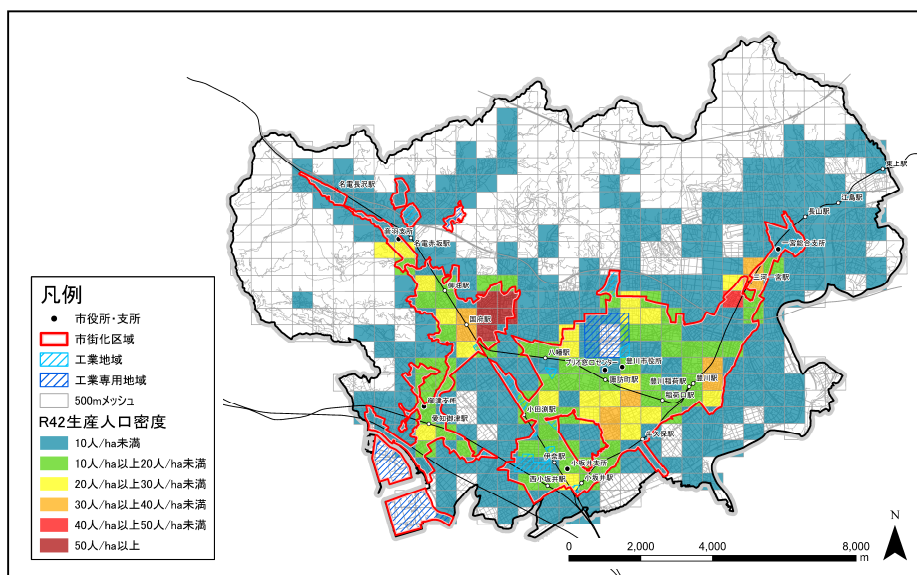 凡例
市役所・支所
市街化区域
工業地域
工業専用地域
500mメッシュ
R42生産人口密度
10人/ha未満
10人/ha以上20人/ha未満
20人/ha以上30人/ha未満
30人/ha以上40人/ha未満
40人/ha以上50人/ha未満
50人/ha以上
東上駅
江島駅
長山駅
一宮総合支所
三河一宮駅
名電長沢駅
音羽支所
名電赤坂駅
御油駅
国府駅
八幡駅
プリオ窓口センター
豊川市役所
諏訪町駅
豊川稲荷駅
豊川駅
稲荷口駅
御津支所
愛知御津駅
小田渕駅
牛久保駅
伊奈駅
小坂井支所
西小坂井駅
小坂井駅
N
0 2,000 4,000 8,000
m